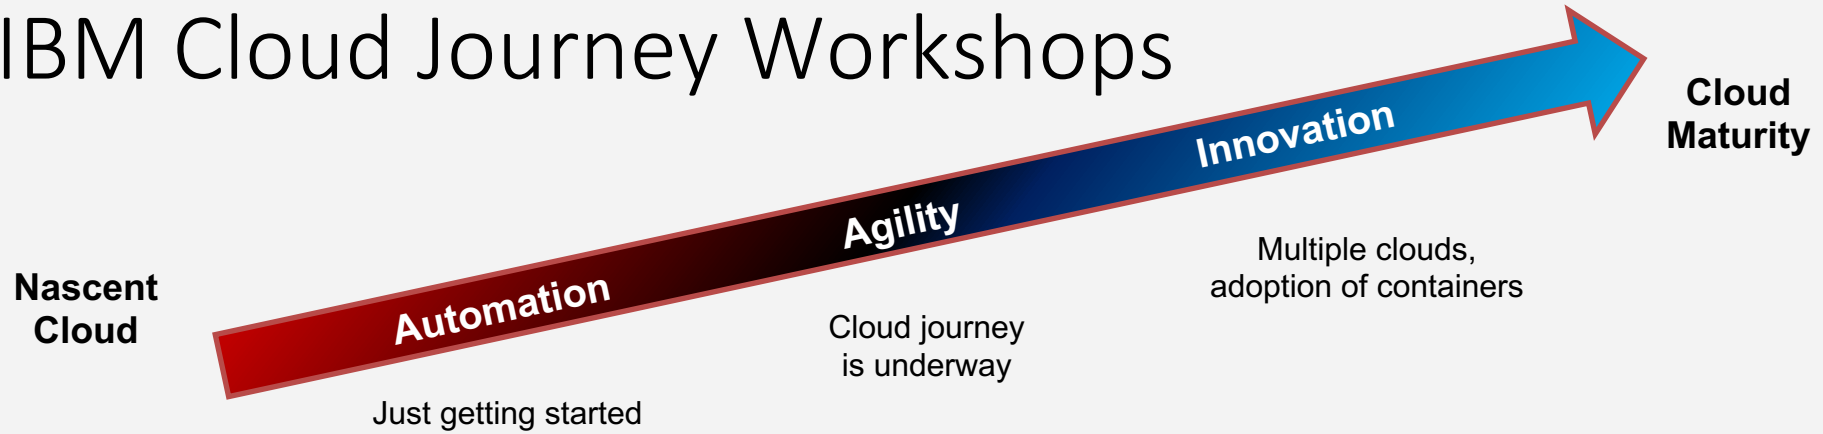 IBM Cloud Journey Workshops
Nascent
Cloud
Automation
Just getting started
Agility
Cloud journey
is underway
Innovation
Multiple clouds,
adoption of containers
Cloud
Maturity